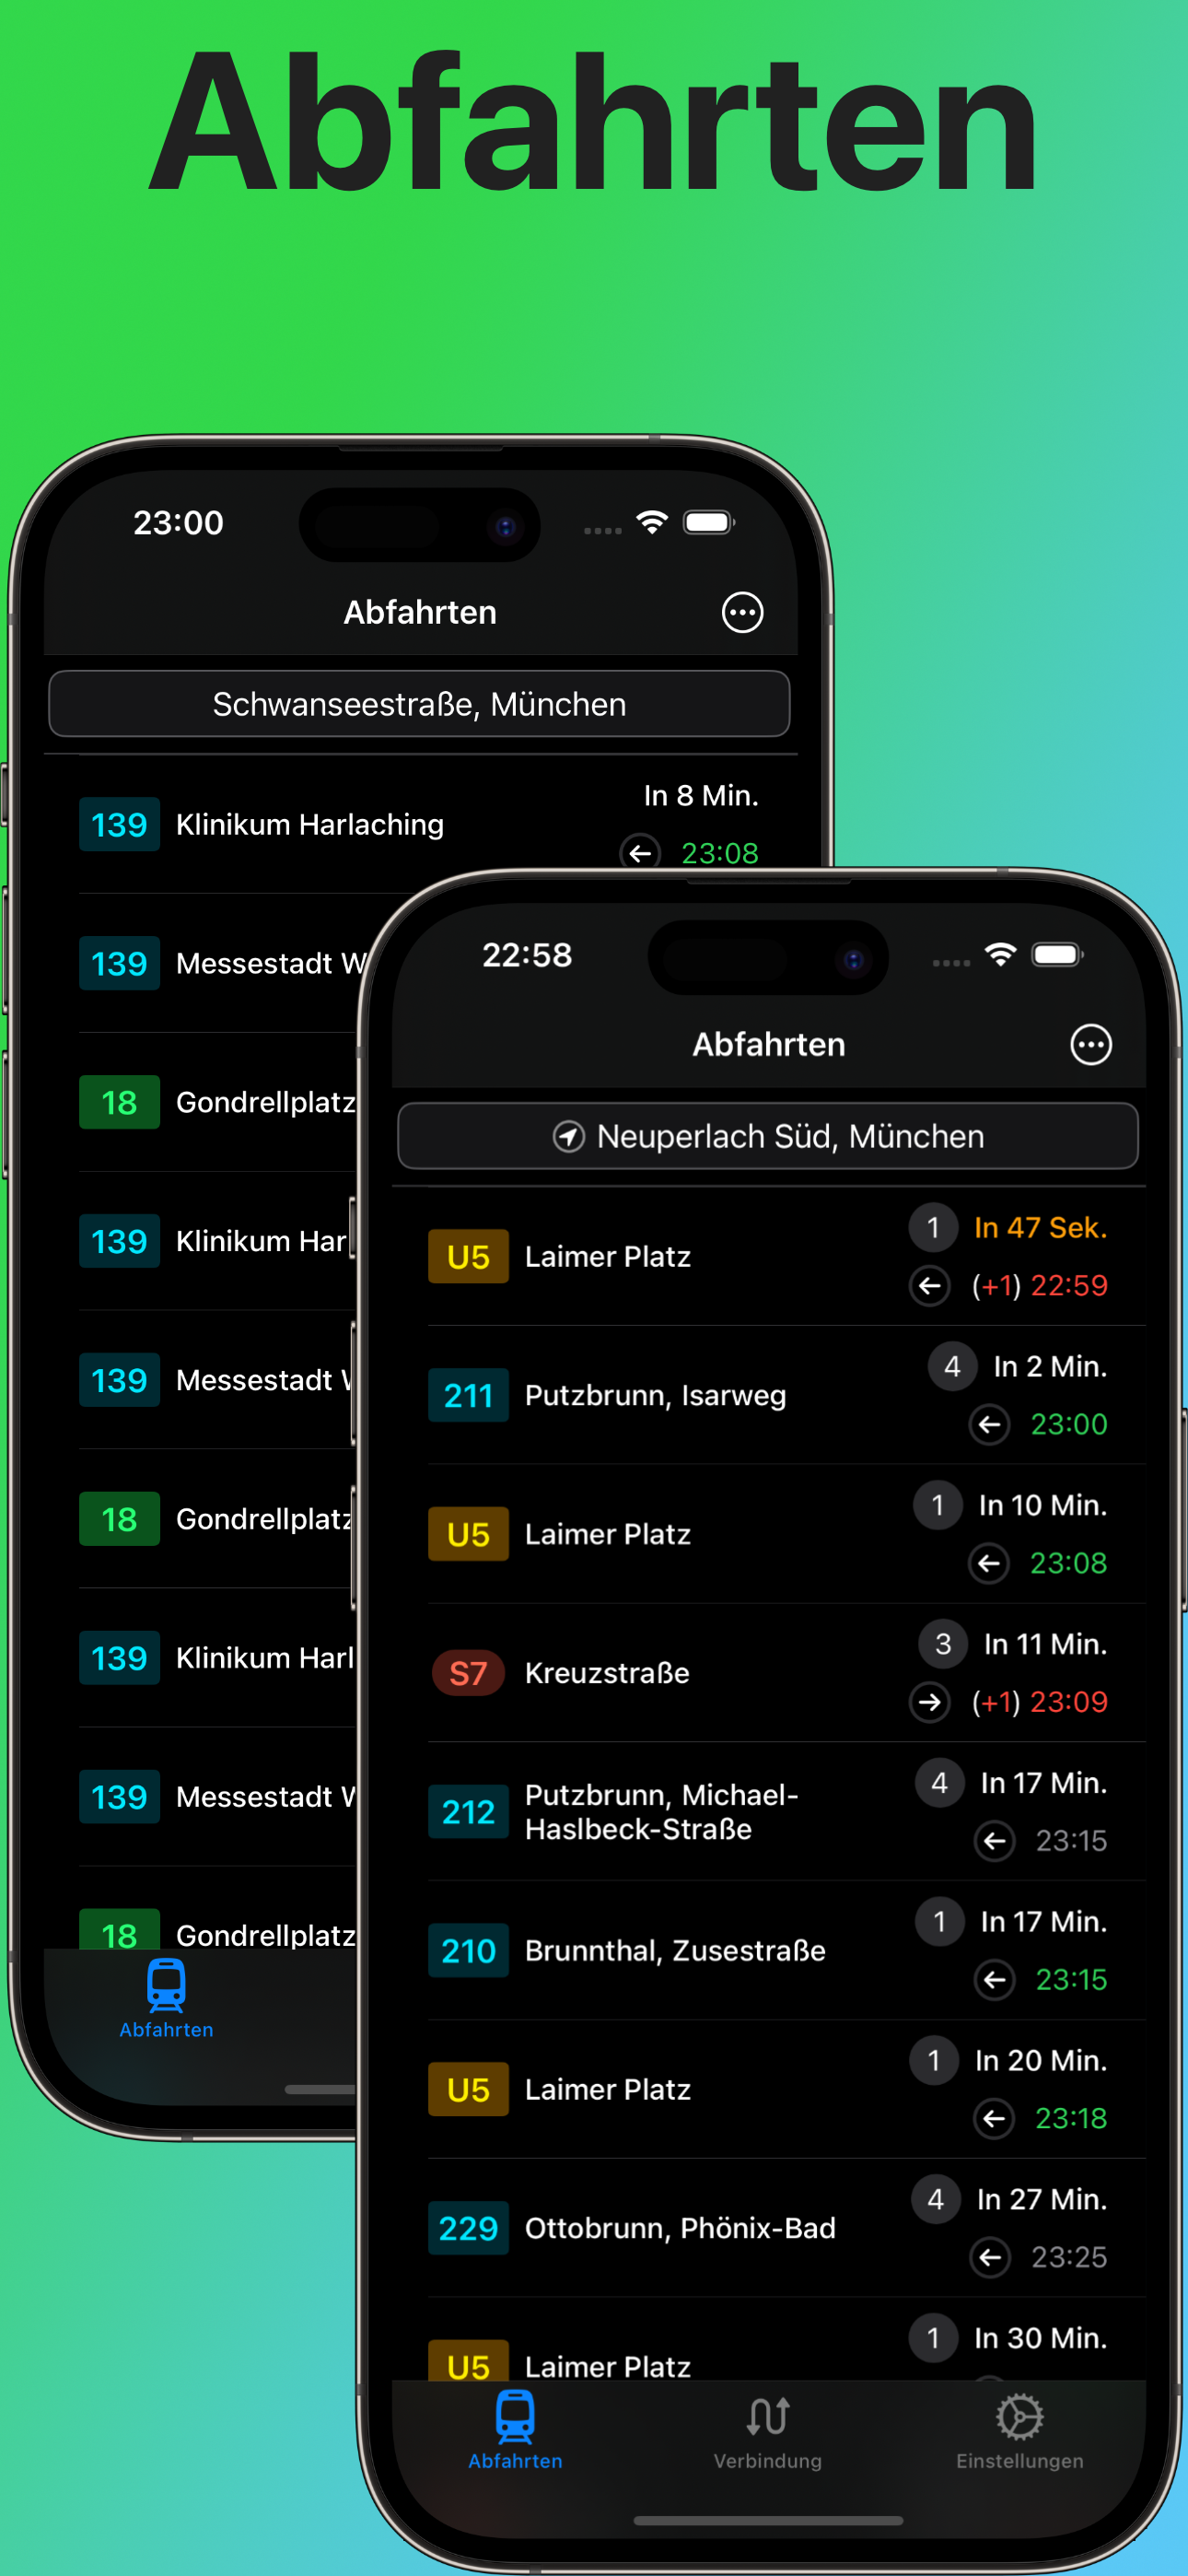 Abfahrten
23:00
Abfahrten
Schwanseestraße, München
139 Klinikum Harlaching In 8 Min.
23:08
139 Messestadt
18 Gondrellplatz
139 Klinikum
139 Messestadt
18 Gondrellplatz
139 Klinikum
139 Messestadt
18 Gondrellplatz
Abfahrten
22:58
Abfahrten
Neuperlach Süd, München
U5 Laimer Platz 1 In 47 Sek.
(+1) 22:59
211 Putzbrunn, Isarweg 4 In 2 Min.
23:00
U5 Laimer Platz 1 In 10 Min.
23:08
S7 Kreuzstraße 3 In 11 Min.
(+1) 23:09
212 Putzbrunn, Michael-
Haslbeck-Straße 4 In 17 Min.
23:15
210 Brunnthal, Zusestraße 1 In 17 Min.
23:15
U5 Laimer Platz 1 In 20 Min.
23:18
229 Ottobrunn, Phönix-Bad 4 In 27 Min.
23:25
U5 Laimer Platz 1 In 30 Min.
Abfahrten Verbindung Einstellungen